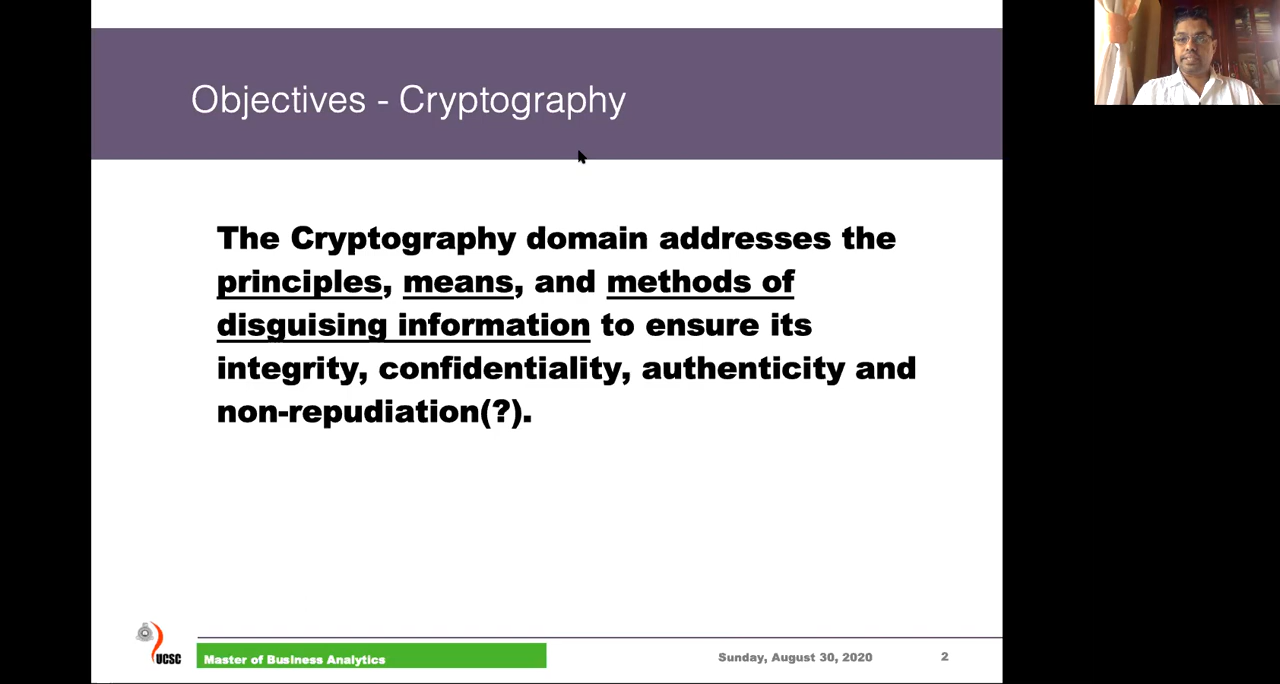 Objectives - Cryptography
The Cryptography domain addresses the
principles, means, and methods of
disguising information to ensure its
integrity, confidentiality, authenticity and
non-repudiation(?).
UCSC
Master of Business Analytics
Sunday, August 30, 2020
2